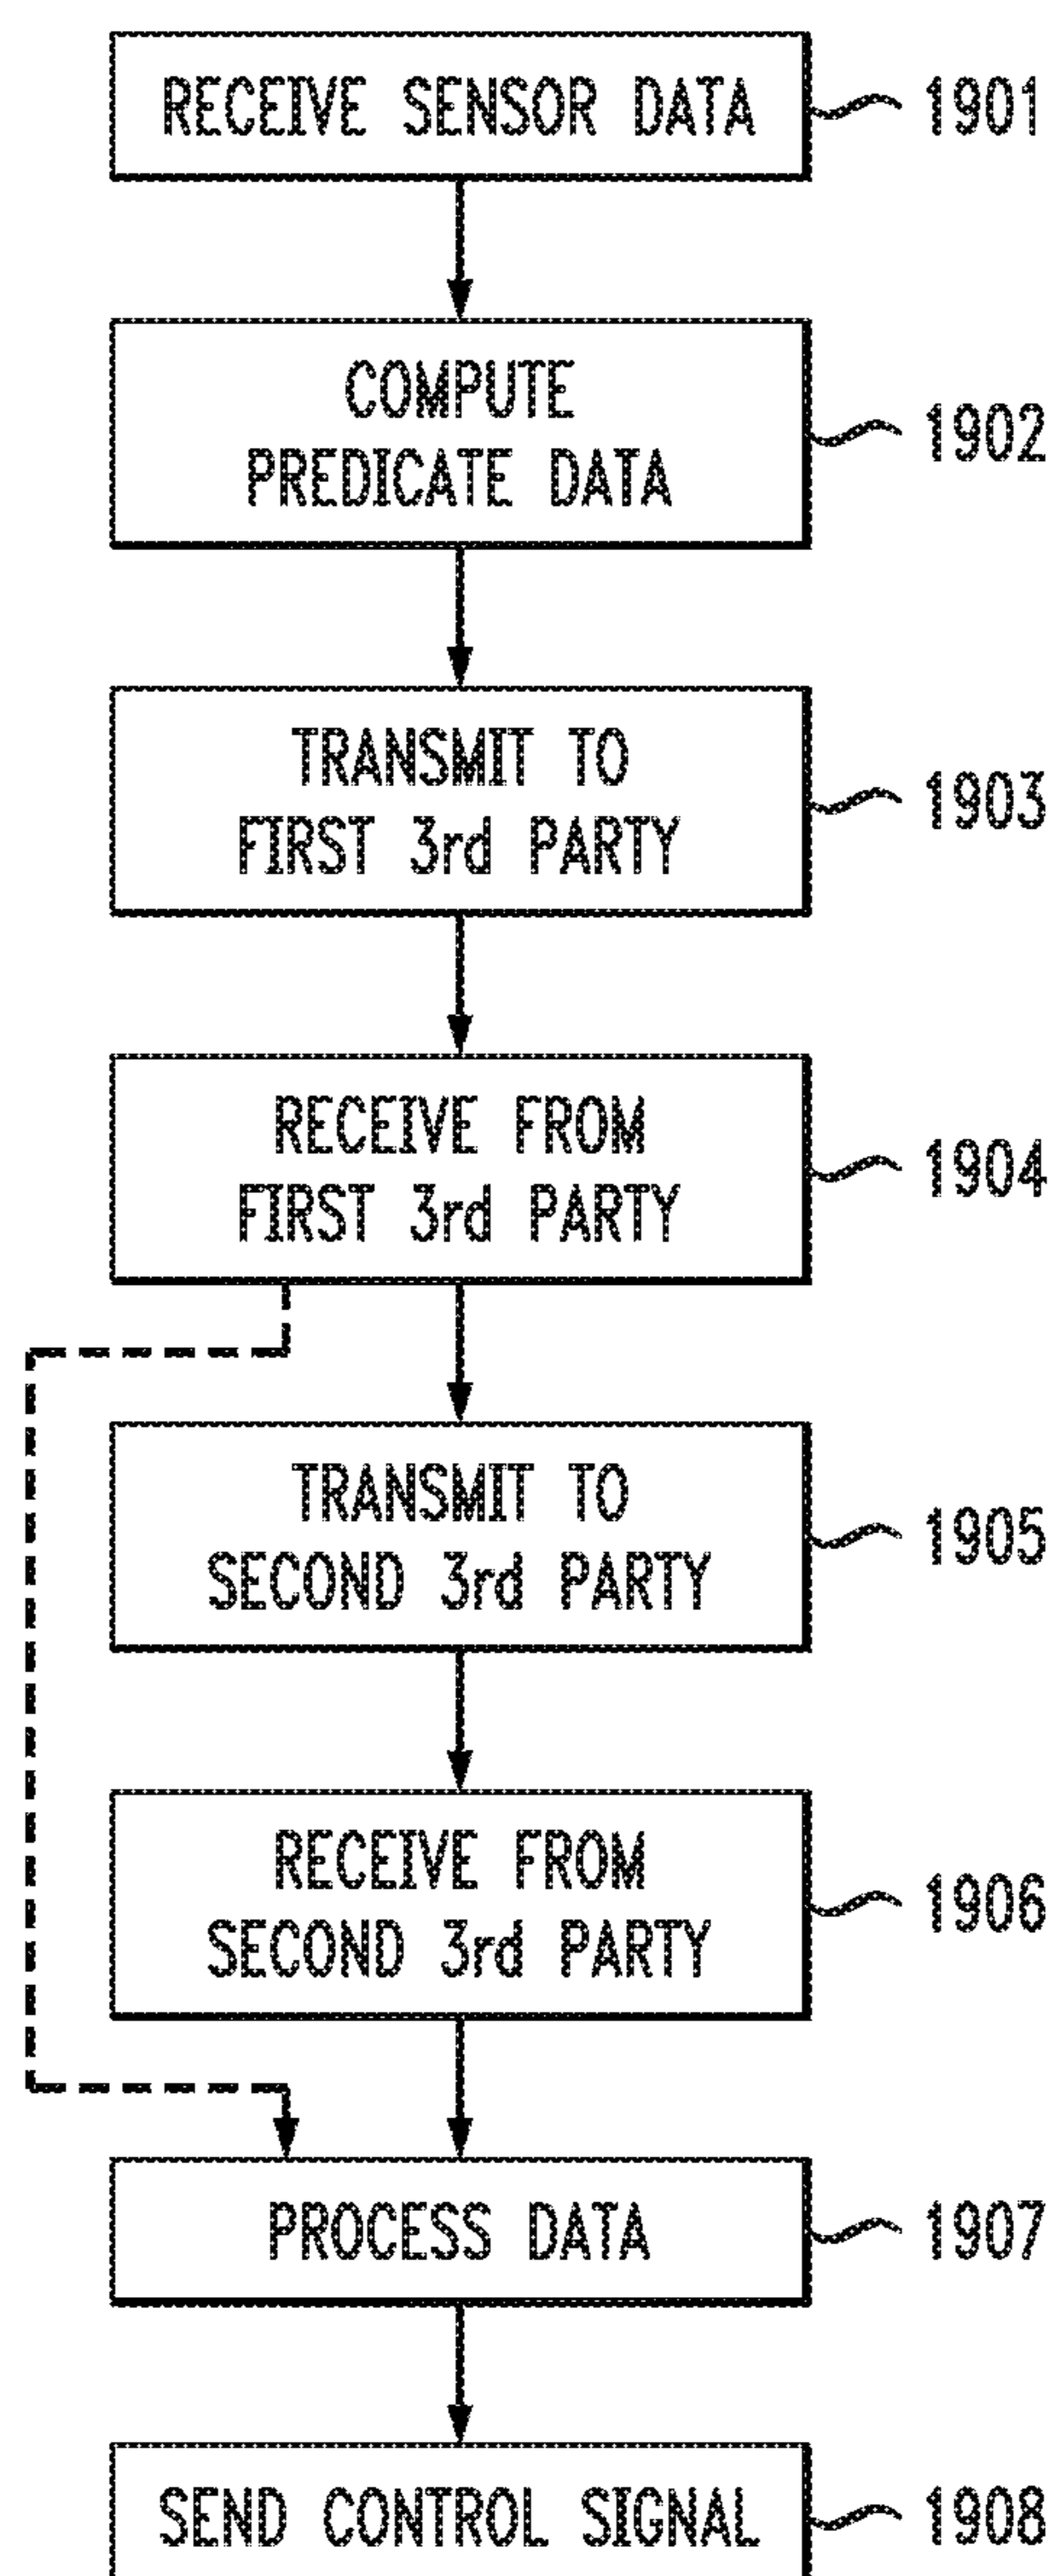 RECEIVE SENSOR DATA
1901
COMPUTE
PREDICATE DATA
1902
TRANSMIT TO
FIRST 3rd PARTY
1903
RECEIVE FROM
FIRST 3rd PARTY
1904
TRANSMIT TO
SECOND 3rd PARTY
1905
RECEIVE FROM
SECOND 3rd PARTY
1906
PROCESS DATA
1907
SEND CONTROL SIGNAL
1908